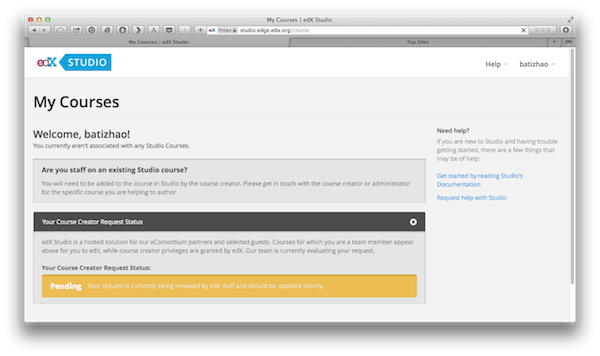 My Courses | edX Studio
https studio.edge.edx.org/course
My Courses | edX Studio
Top Sites
edX STUDIO
Help
batizhao
My Courses
Welcome, batizhao!
You currently aren't associated with any Studio Courses.
Are you staff on an existing Studio course?
You will need to be added to the course in Studio by the course creator. Please get in touch with the course creator or administrator
for the specific course you are helping to author.
Your Course Creator Request Status
edX Studio is a hosted solution for our xConsortium partners and selected guests. Courses for which you are a team member appear
above for you to edit, while course creator privileges are granted by edX. Our team is currently evaluating your request.
Your Course Creator Request Status:
Pending Your request is currently being reviewed by edX staff and should be updated shortly.
Need help?
If you are new to Studio and having trouble
getting started, there are a few things that
may be of help:
Get started by reading Studio's
Documentation
Request help with Studio